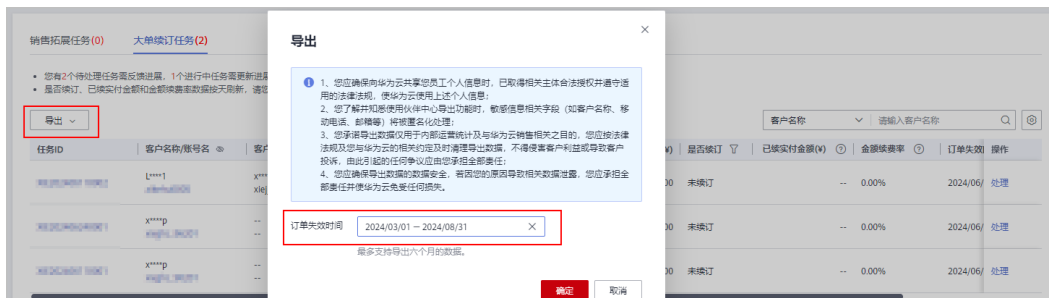 销售拓展任务(0)
大单续订任务(2)
导出
您有2个待处理任务需反馈进展，1个进行中任务需更新进展
是否续订、已续实付金额和金额续费率数据按天刷新，请您
1、您应确保向华为云共享您员工个人信息时，已取得相关主体合法授权并遵守适
用的法律法规，使华为云使用上述个人信息；
2、您了解并知悉使用伙伴中心导出功能时，敏感信息相关字段（如客户名称、移
动电话、邮箱等）将被匿名化处理；
3、您承诺导出数据仅用于内部运营统计及与华为云销售相关之目的，您应按法律
法规及您与华为云的相关约定及时清理导出数据，不得侵害客户利益或导致客户
投诉，由此引起的任何争议应由您承担全部责任；
4、您应确保导出数据的数据安全，若因您的原因导致相关数据泄露，您应承担全
部责任并使华为云免受任何损失。
导出
客户名称
请输入客户名称
任务ID 客户名称/账号名 客户 是否续订 已续实付金额(¥) 金额续费率 订单失效 操作
L****1 x*** 00 未续订 -- 0.00% 2024/06/ 处理
xie
x****p -- 00 未续订 -- 0.00% 2024/06/ 处理
--
x****p -- 00 未续订 -- 0.00% 2024/06/ 处理
--
订单失效时间 2024/03/01 – 2024/08/31
最多支持导出六个月的数据。
确定 取消